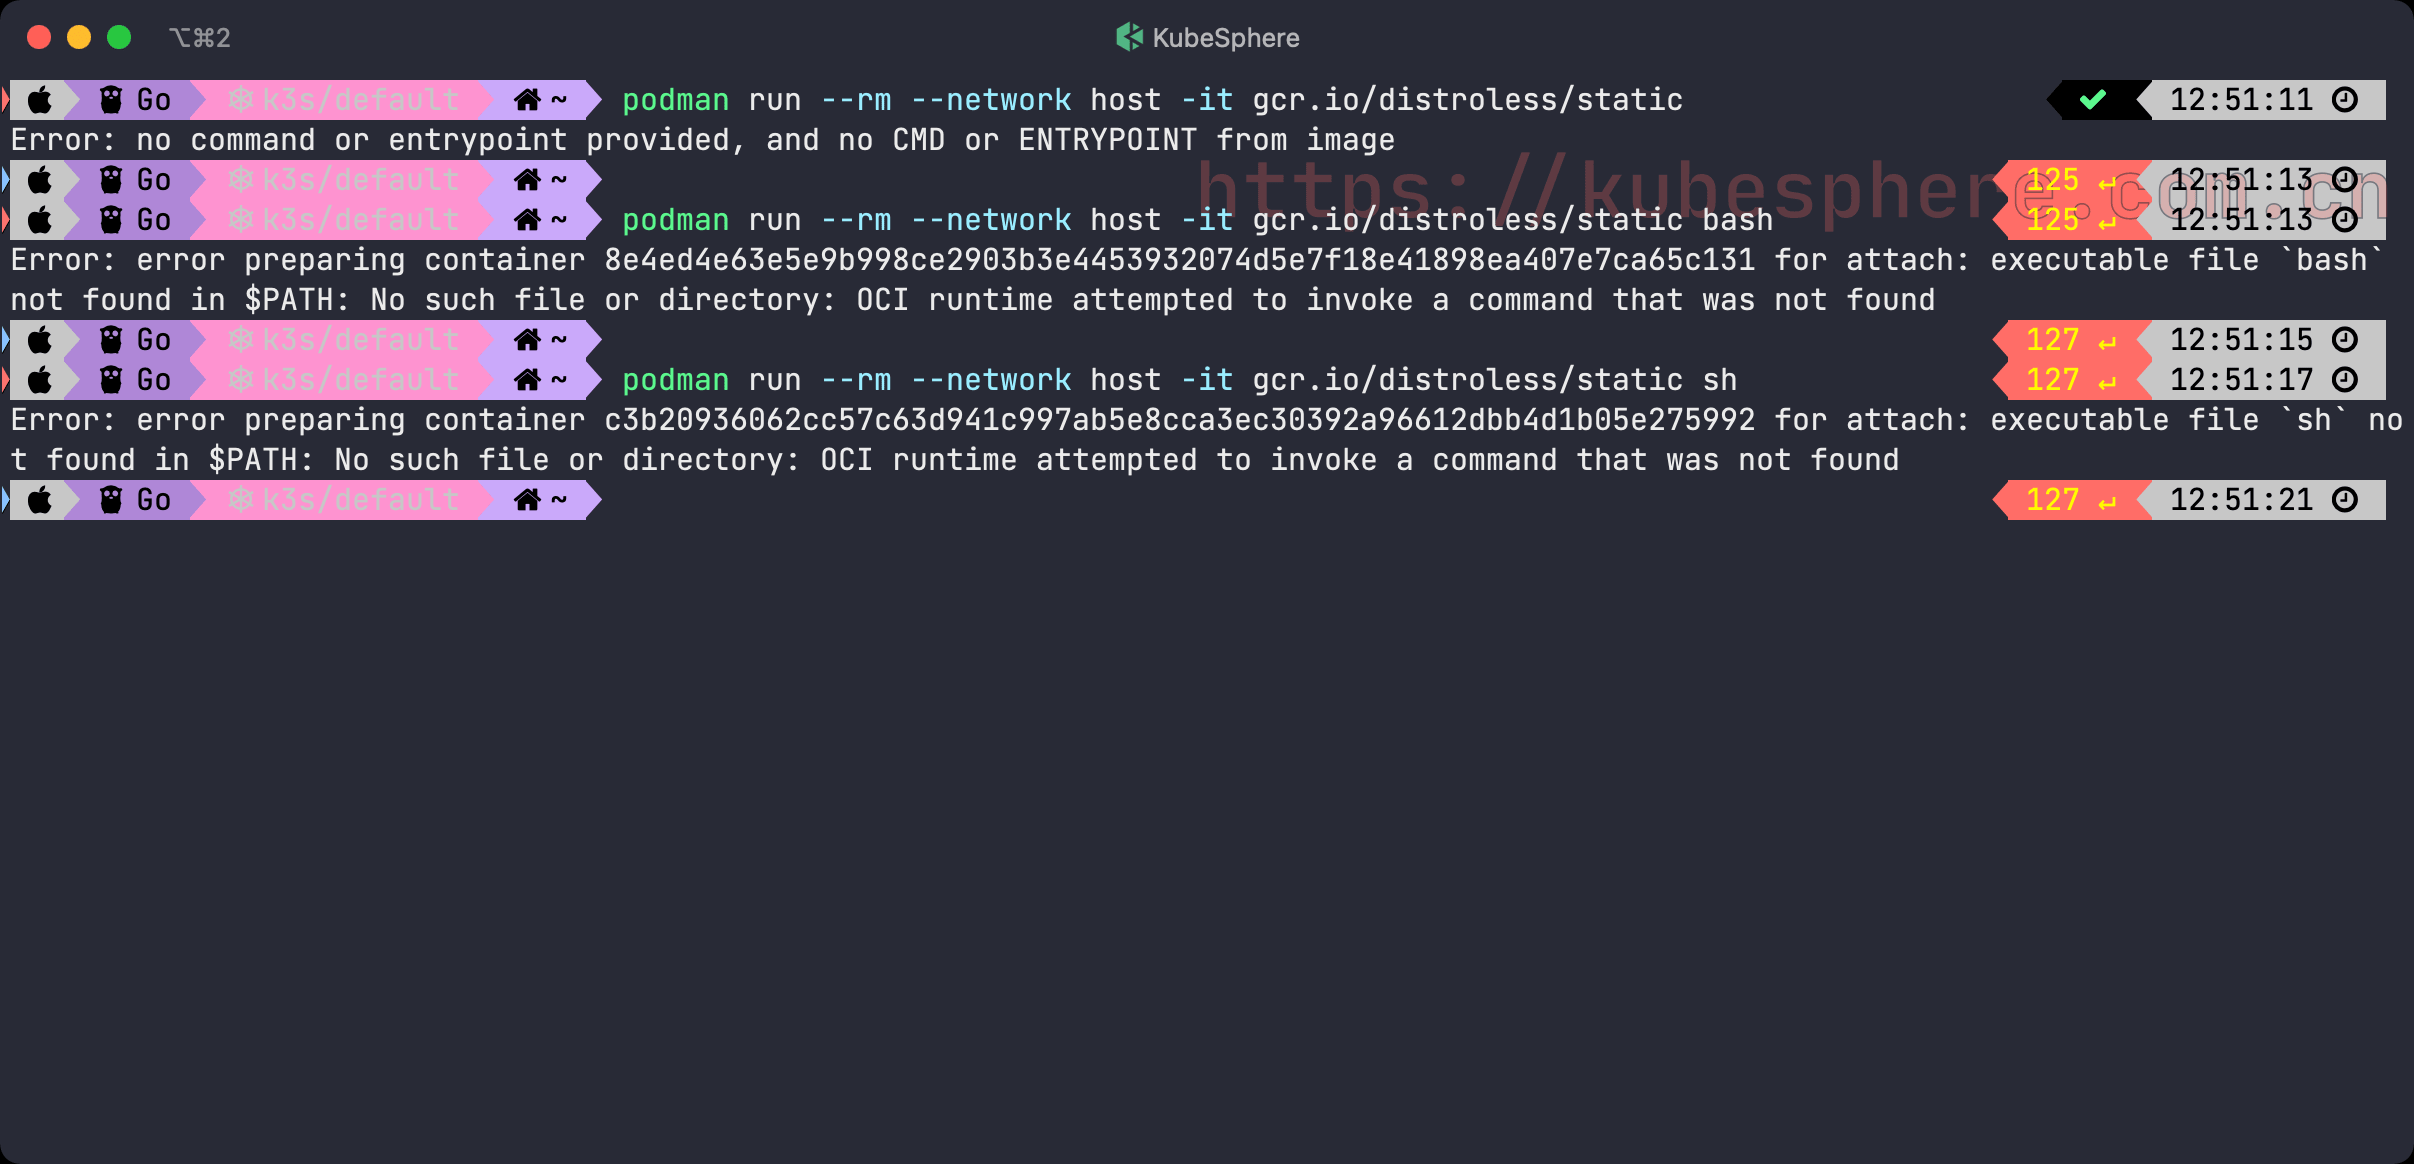 ⌥⌘2 KubeSphere
Go k3s/default ~ podman run --rm --network host -it gcr.io/distroless/static ✔ 12:51:11
Error: no command or entrypoint provided, and no CMD or ENTRYPOINT from image
https://kubesphere.com.cn
Go k3s/default ~ 125 ↵ 12:51:13
Go k3s/default ~ podman run --rm --network host -it gcr.io/distroless/static bash 125 ↵ 12:51:13
Error: error preparing container 8e4ed4e63e5e9b998ce2903b3e4453932074d5e7f18e41898ea407e7ca65c131 for attach: executable file `bash`
not found in $PATH: No such file or directory: OCI runtime attempted to invoke a command that was not found
Go k3s/default ~ 127 ↵ 12:51:15
Go k3s/default ~ podman run --rm --network host -it gcr.io/distroless/static sh 127 ↵ 12:51:17
Error: error preparing container c3b20936062cc57c63d941c997ab5e8cca3ec30392a96612dbb4d1b05e275992 for attach: executable file `sh` no
t found in $PATH: No such file or directory: OCI runtime attempted to invoke a command that was not found
Go k3s/default ~ 127 ↵ 12:51:21